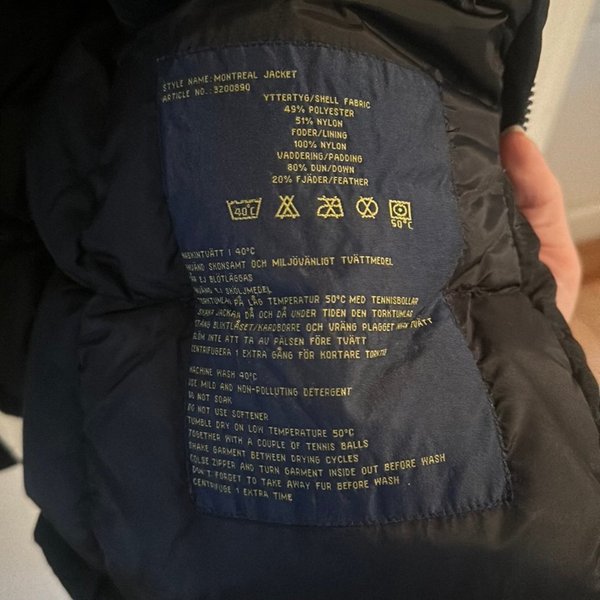 STYLE NAME: MONTREAL JACKET
ARTICLE NO.: 3200890
YTTERTYG/SHELL FABRIC
49% POLYESTER
51% NYLON
FODER/LINING
100% NYLON
VADDERING/PADDING
80% DUN/DOWN
20% FJÄDER/FEATHER
40°C
50°C
MASKINTVÄTT I 40°C
ANVÄND SKONSAMT OCH MILJÖVÄNLIGT TVÄTTMEDEL
FÅR EJ BLÖTLÄGGAS
ANVÄND EJ SKÖLJMEDEL
TORKTUMLA PÅ LÅG TEMPERATUR 50°C MED TENNISBOLLAR
SKAKA JACKAN DÅ OCH DÅ UNDER TIDEN DEN TORKTUMLAS
STÄNG BLIXTLÅSET/KARDBORRE OCH VRÄNG PLAGGET INNAN TVÄTT
GLÖM INTE ATT TA AV PÄLSEN FÖRE TVÄTT
CENTRIFUGERA 1 EXTRA GÅNG FÖR KORTARE
MACHINE WASH 40°C
USE MILD AND NON-POLLUTING DETERGENT
DO NOT SOAK
DO NOT USE SOFTENER
TUMBLE DRY ON LOW TEMPERATURE 50°C
TOGETHER WITH A COUPLE OF TENNIS BALLS
SHAKE GARMENT BETWEEN DRYING CYCLES
COLSE ZIPPER AND TURN GARMENT INSIDE OUT BEFORE WASH
DON'T FORGET TO TAKE AWAY FUR BEFORE WASH
CENTRIFUGE 1 EXTRA TIME